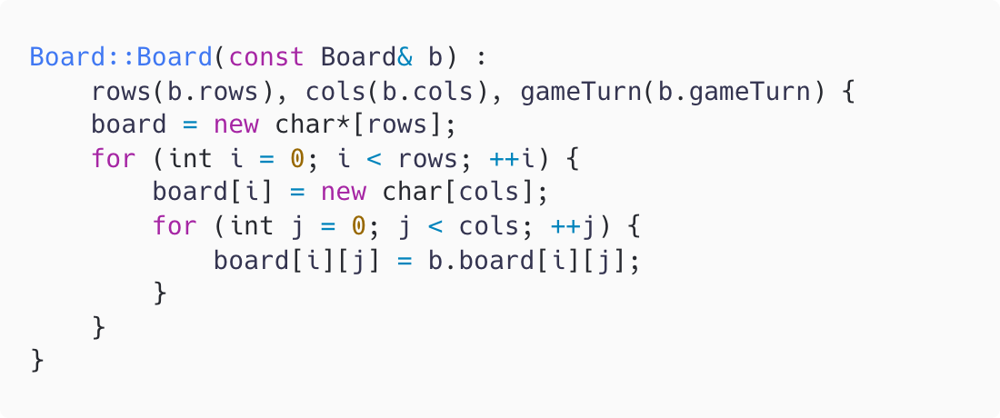 Board::Board(const Board& b) :
    rows(b.rows), cols(b.cols), gameTurn(b.gameTurn) {
    board = new char*[rows];
    for (int i = 0; i < rows; ++i) {
        board[i] = new char[cols];
        for (int j = 0; j < cols; ++j) {
            board[i][j] = b.board[i][j];
        }
    }
}